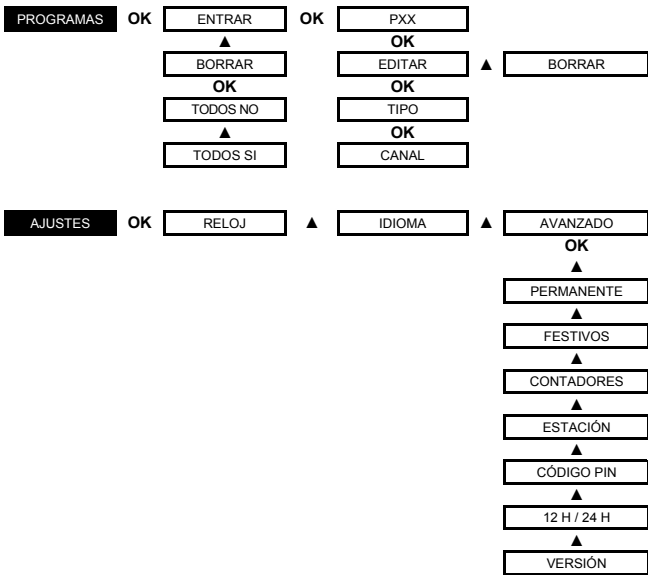 PROGRAMAS OK ENTRAR OK PXX
▲ OK
BORRAR EDITAR ▲ BORRAR
OK OK
TODOS NO TIPO
▲ OK
TODOS SI CANAL
AJUSTES OK RELOJ ▲ IDIOMA ▲ AVANZADO
OK
▲
PERMANENTE
▲
FESTIVOS
▲
CONTADORES
▲
ESTACIÓN
▲
CÓDIGO PIN
▲
12 H / 24 H
▲
VERSIÓN